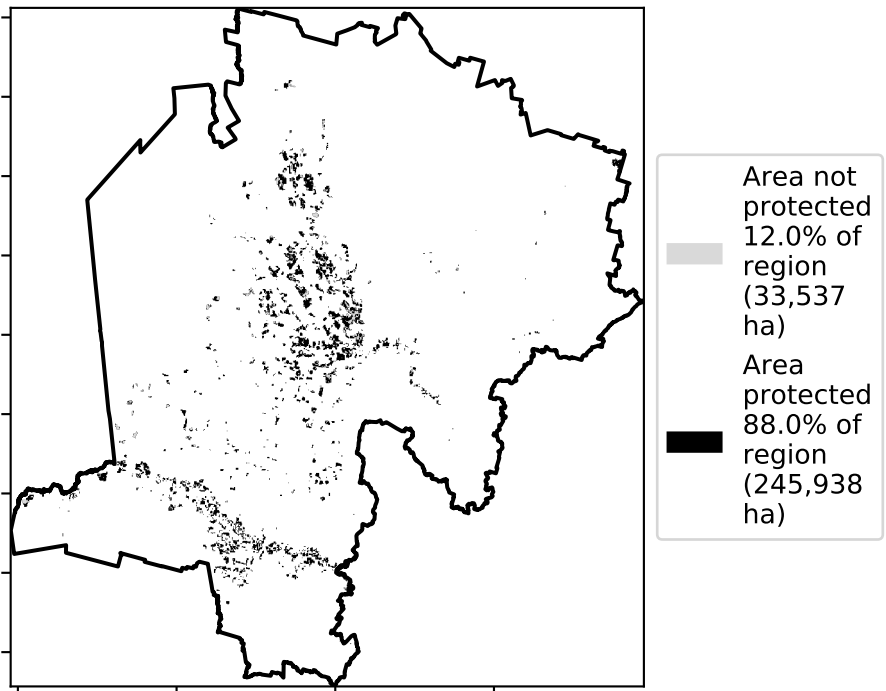 Area not
protected
12.0% of
region
(33,537
ha)
Area
protected
88.0% of
region
(245,938
ha)